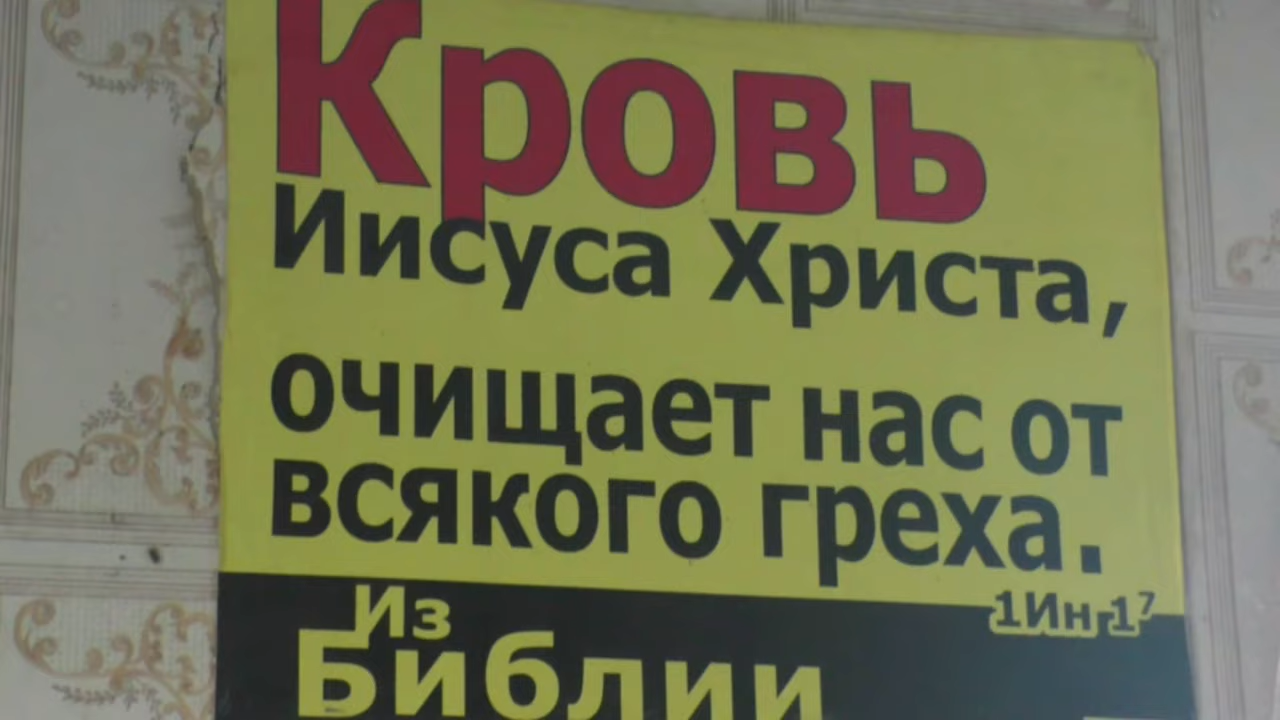 Кровь
Иисуса Христа,
очищает нас от
всякого греха.
1Ин 1⁷
Из
Библии